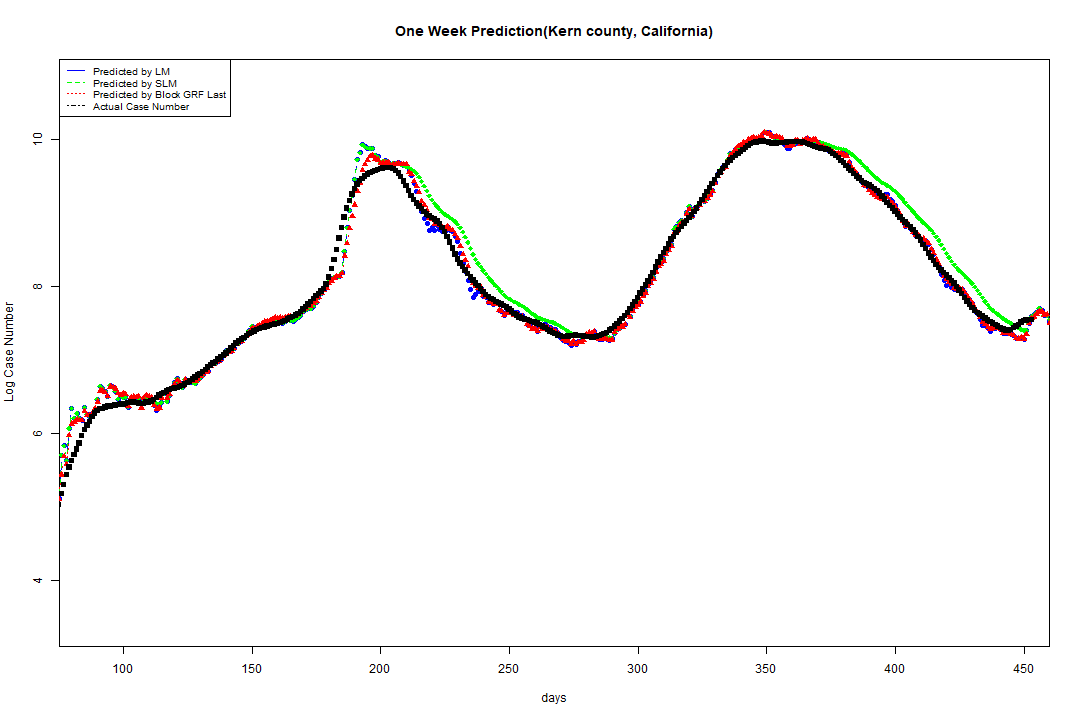 One Week Prediction(Kern county, California)
Predicted by LM
Predicted by SLM
Predicted by Block GRF Last
Actual Case Number
10
8
6
4
Log Case Number
100 150 200 250 300 350 400 450
days